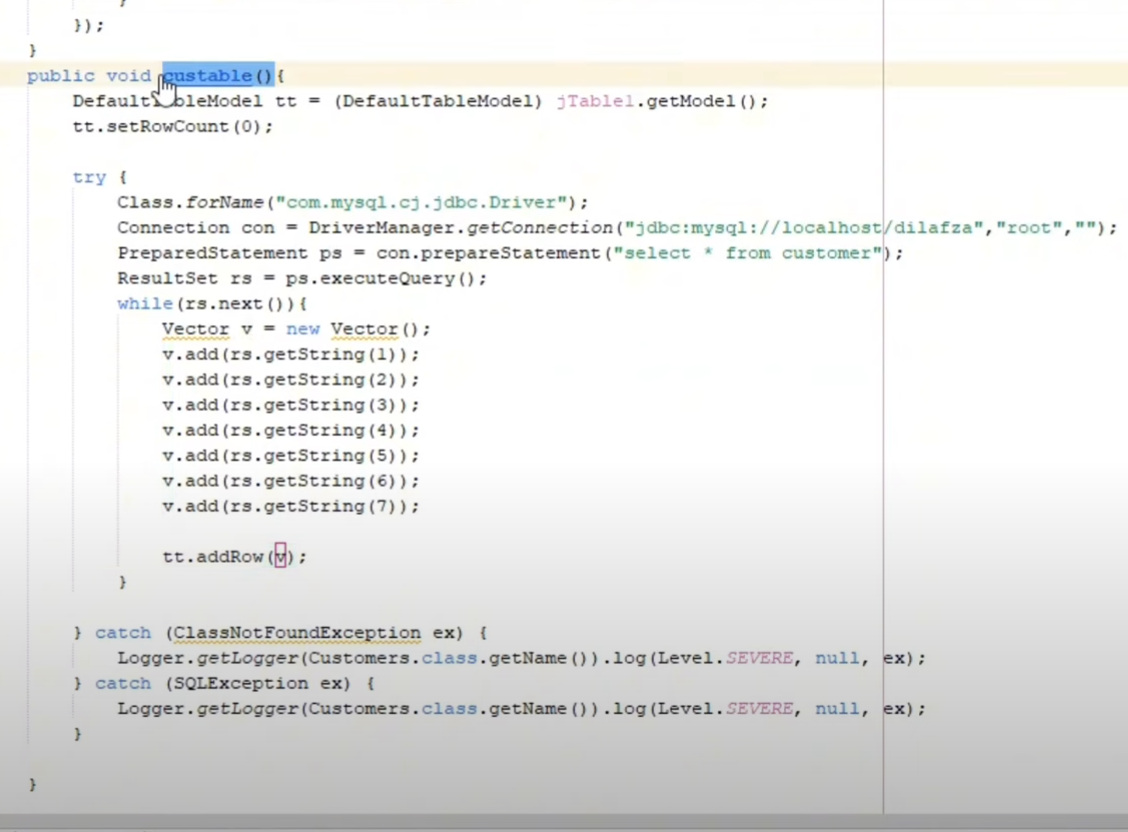 });
}
public void custable(){
DefaultTableModel tt = (DefaultTableModel) jTable1.getModel();
tt.setRowCount(0);
try {
Class.forName("com.mysql.cj.jdbc.Driver");
Connection con = DriverManager.getConnection("jdbc:mysql://localhost/dilafza","root","");
PreparedStatement ps = con.prepareStatement("select * from customer");
ResultSet rs = ps.executeQuery();
while(rs.next()){
Vector v = new Vector();
v.add(rs.getString(1));
v.add(rs.getString(2));
v.add(rs.getString(3));
v.add(rs.getString(4));
v.add(rs.getString(5));
v.add(rs.getString(6));
v.add(rs.getString(7));
tt.addRow(v);
}
} catch (ClassNotFoundException ex) {
Logger.getLogger(Customers.class.getName()).log(Level.SEVERE, null, ex);
} catch (SQLException ex) {
Logger.getLogger(Customers.class.getName()).log(Level.SEVERE, null, ex);
}
}